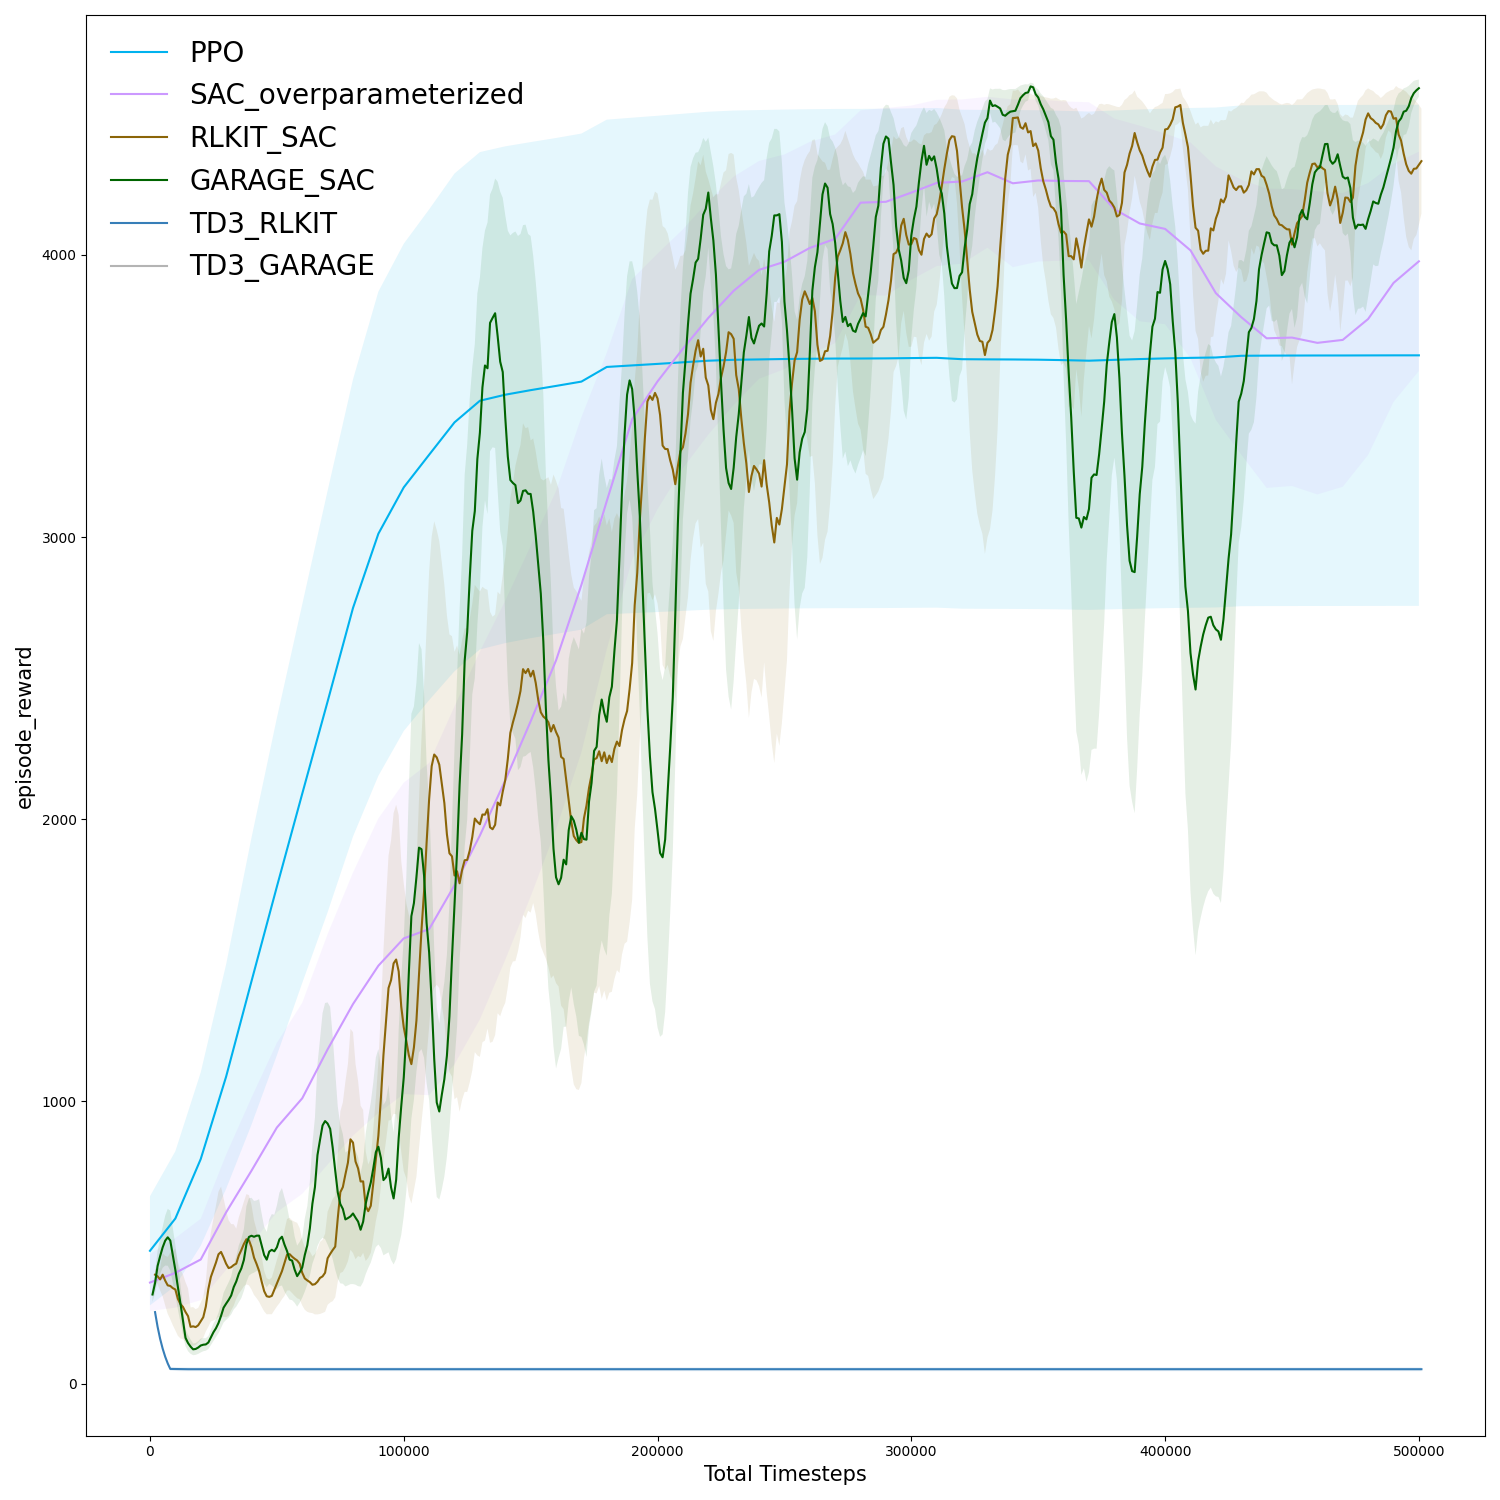 PPO
SAC_overparameterized
RLKIT_SAC
GARAGE_SAC
TD3_RLKIT
TD3_GARAGE
4000
3000
2000
1000
0
episode_reward
0 100000 200000 300000 400000 500000
Total Timesteps